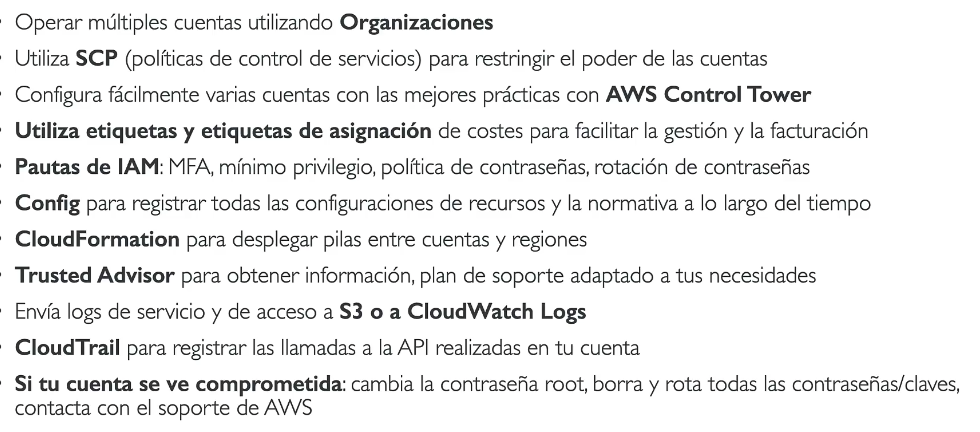 • Operar múltiples cuentas utilizando Organizaciones
• Utiliza SCP (políticas de control de servicios) para restringir el poder de las cuentas
• Configura fácilmente varias cuentas con las mejores prácticas con AWS Control Tower
• Utiliza etiquetas y etiquetas de asignación de costes para facilitar la gestión y la facturación
• Pautas de IAM: MFA, mínimo privilegio, política de contraseñas, rotación de contraseñas
• Config para registrar todas las configuraciones de recursos y la normativa a lo largo del tiempo
• CloudFormation para desplegar pilas entre cuentas y regiones
• Trusted Advisor para obtener información, plan de soporte adaptado a tus necesidades
• Envía logs de servicio y de acceso a S3 o a CloudWatch Logs
• CloudTrail para registrar las llamadas a la API realizadas en tu cuenta
• Si tu cuenta se ve comprometida: cambia la contraseña root, borra y rota todas las contraseñas/claves,
contacta con el soporte de AWS